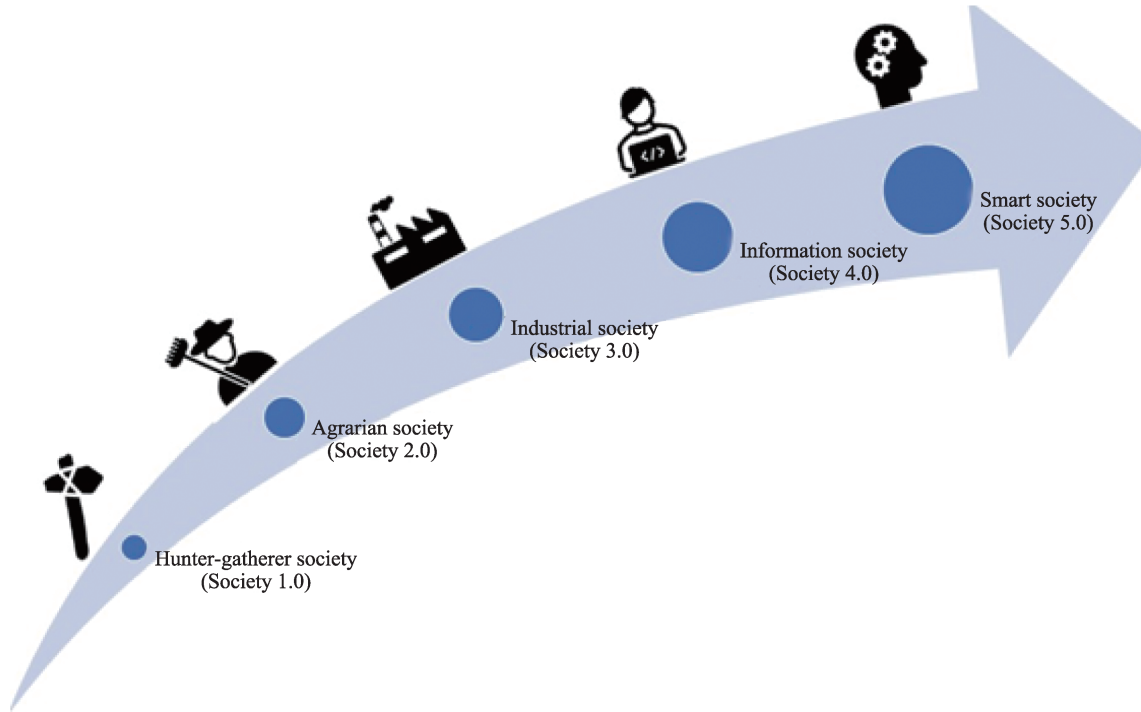 </>
Smart society
(Society 5.0)
Information society
(Society 4.0)
Industrial society
(Society 3.0)
Agrarian society
(Society 2.0)
Hunter-gatherer society
(Society 1.0)